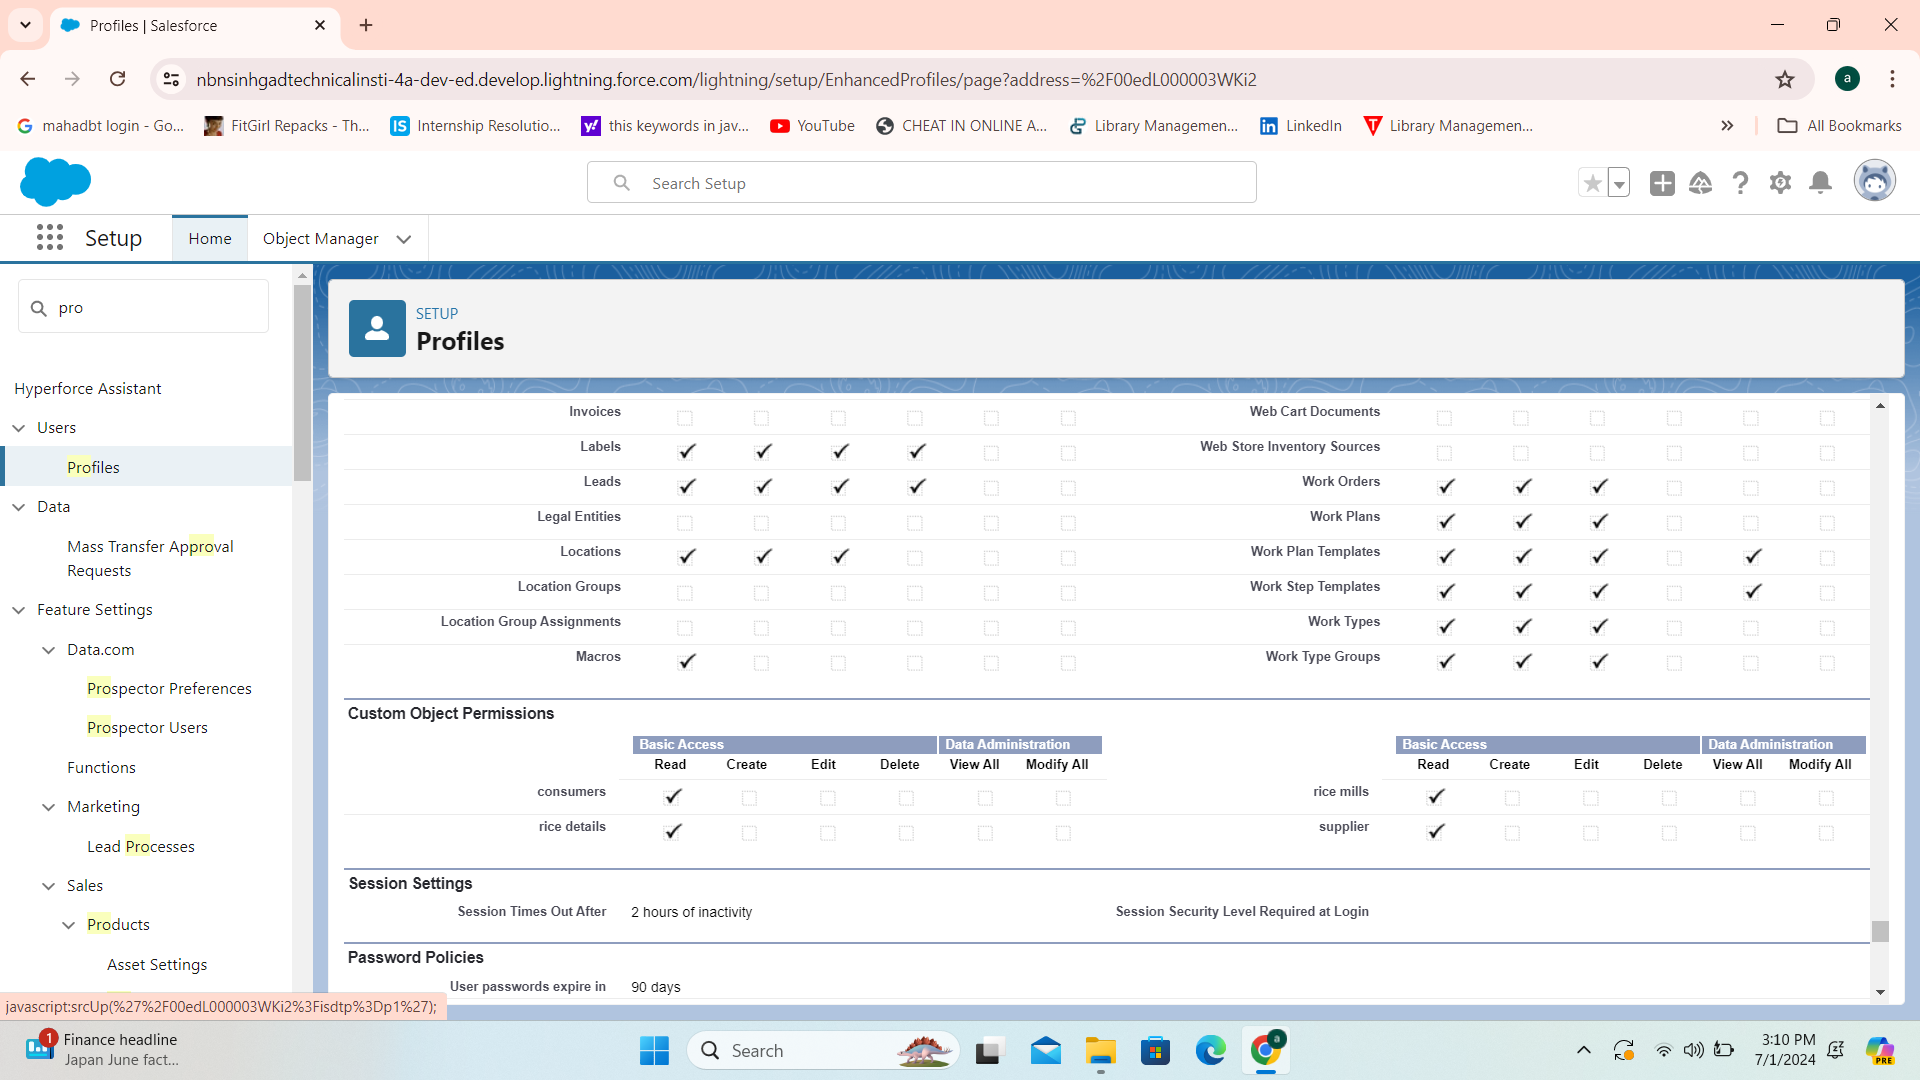 Profiles | Salesforce
nbnsinhgadtechnicalinsti-4a-dev-ed.develop.lightning.force.com/lightning/setup/EnhancedProfiles/page?address=%2F00edL000003WKi2
a
mahadbt login - Go...
FitGirl Repacks - Th...
IS Internship Resolutio...
y! this keywords in jav...
YouTube
CHEAT IN ONLINE A...
Library Managemen...
in LinkedIn
Library Managemen...
All Bookmarks
Search Setup
Setup
Home
Object Manager
pro
Hyperforce Assistant
Users
Profiles
Data
Mass Transfer Approval
Requests
Feature Settings
Data.com
Prospector Preferences
Prospector Users
Functions
Marketing
Lead Processes
Sales
Products
Asset Settings
javascript:srcUp(%27%2F00edL000003WKi2%3Fisdtp%3Dp1%27);
SETUP
Profiles
Invoices
Web Cart Documents
Labels
Web Store Inventory Sources
Leads
Work Orders
Legal Entities
Work Plans
Locations
Work Plan Templates
Location Groups
Work Step Templates
Location Group Assignments
Work Types
Macros
Work Type Groups
Custom Object Permissions
Basic Access Data Administration
Read Create Edit Delete View All Modify All
consumers
rice details
Basic Access Data Administration
Read Create Edit Delete View All Modify All
rice mills
supplier
Session Settings
Session Times Out After 2 hours of inactivity
Session Security Level Required at Login
Password Policies
User passwords expire in 90 days
1
Finance headline
Japan June fact...
Search
a
3:10 PM
7/1/2024
PRE